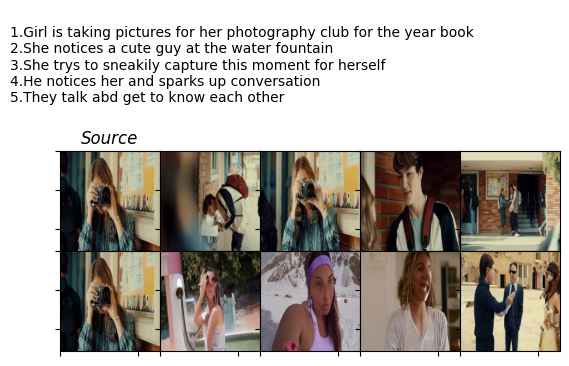 1.Girl is taking pictures for her photography club for the year book
2.She notices a cute guy at the water fountain
3.She trys to sneakily capture this moment for herself
4.He notices her and sparks up conversation
5.They talk abd get to know each other
Source